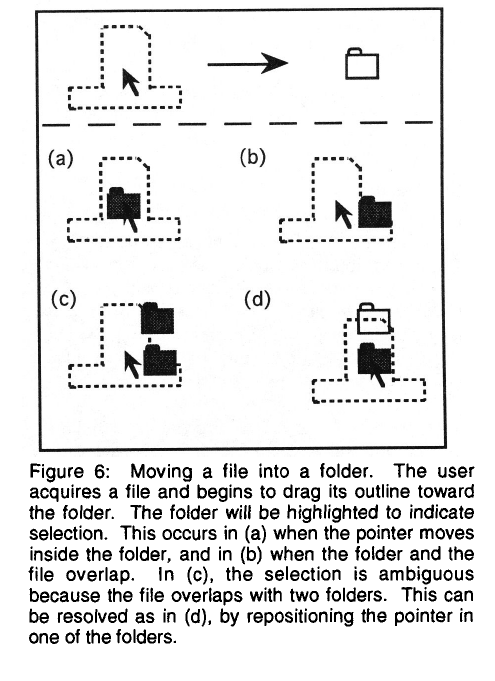 (a)
(b)
(c)
(d)
Figure 6: Moving a file into a folder. The user
acquires a file and begins to drag its outline toward
the folder. The folder will be highlighted to indicate
selection. This occurs in (a) when the pointer moves
inside the folder, and in (b) when the folder and the
file overlap. In (c), the selection is ambiguous
because the file overlaps with two folders. This can
be resolved as in (d), by repositioning the pointer in
one of the folders.